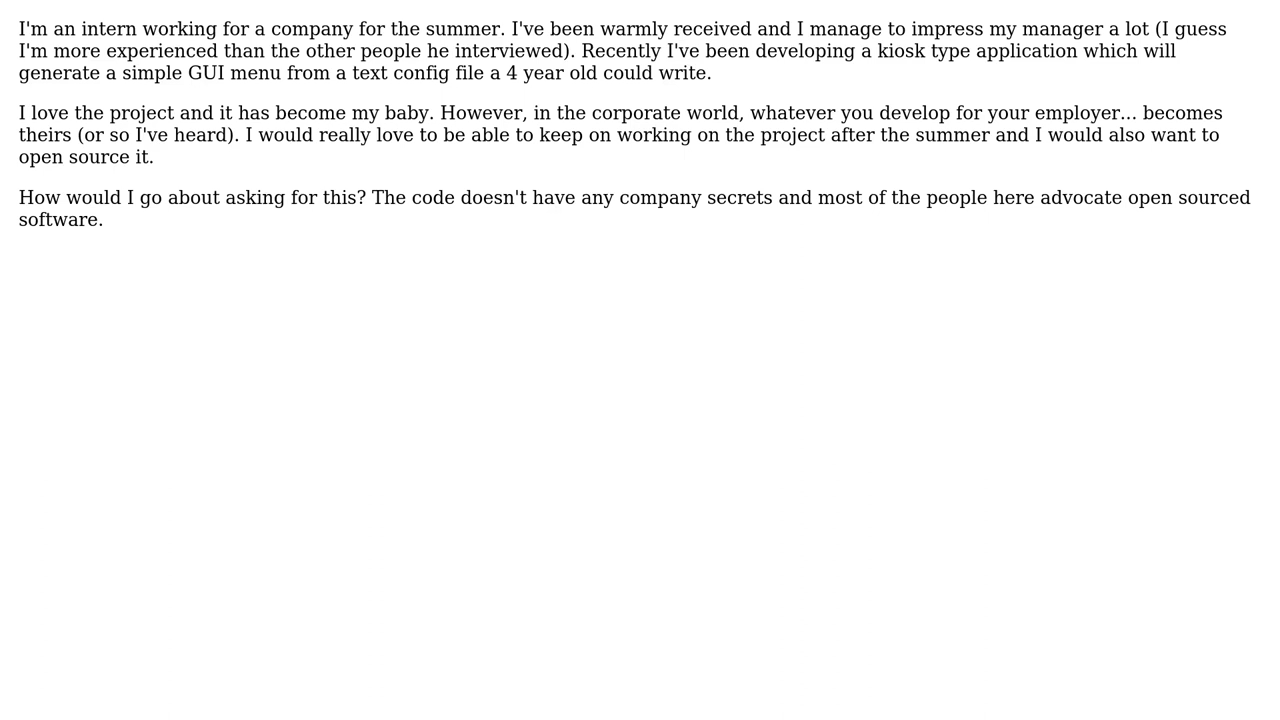 I'm an intern working for a company for the summer. I've been warmly received and I manage to impress my manager a lot (I guess
I'm more experienced than the other people he interviewed). Recently I've been developing a kiosk type application which will
generate a simple GUI menu from a text config file a 4 year old could write.
I love the project and it has become my baby. However, in the corporate world, whatever you develop for your employer... becomes
theirs (or so I've heard). I would really love to be able to keep on working on the project after the summer and I would also want to
open source it.
How would I go about asking for this? The code doesn't have any company secrets and most of the people here advocate open sourced
software.